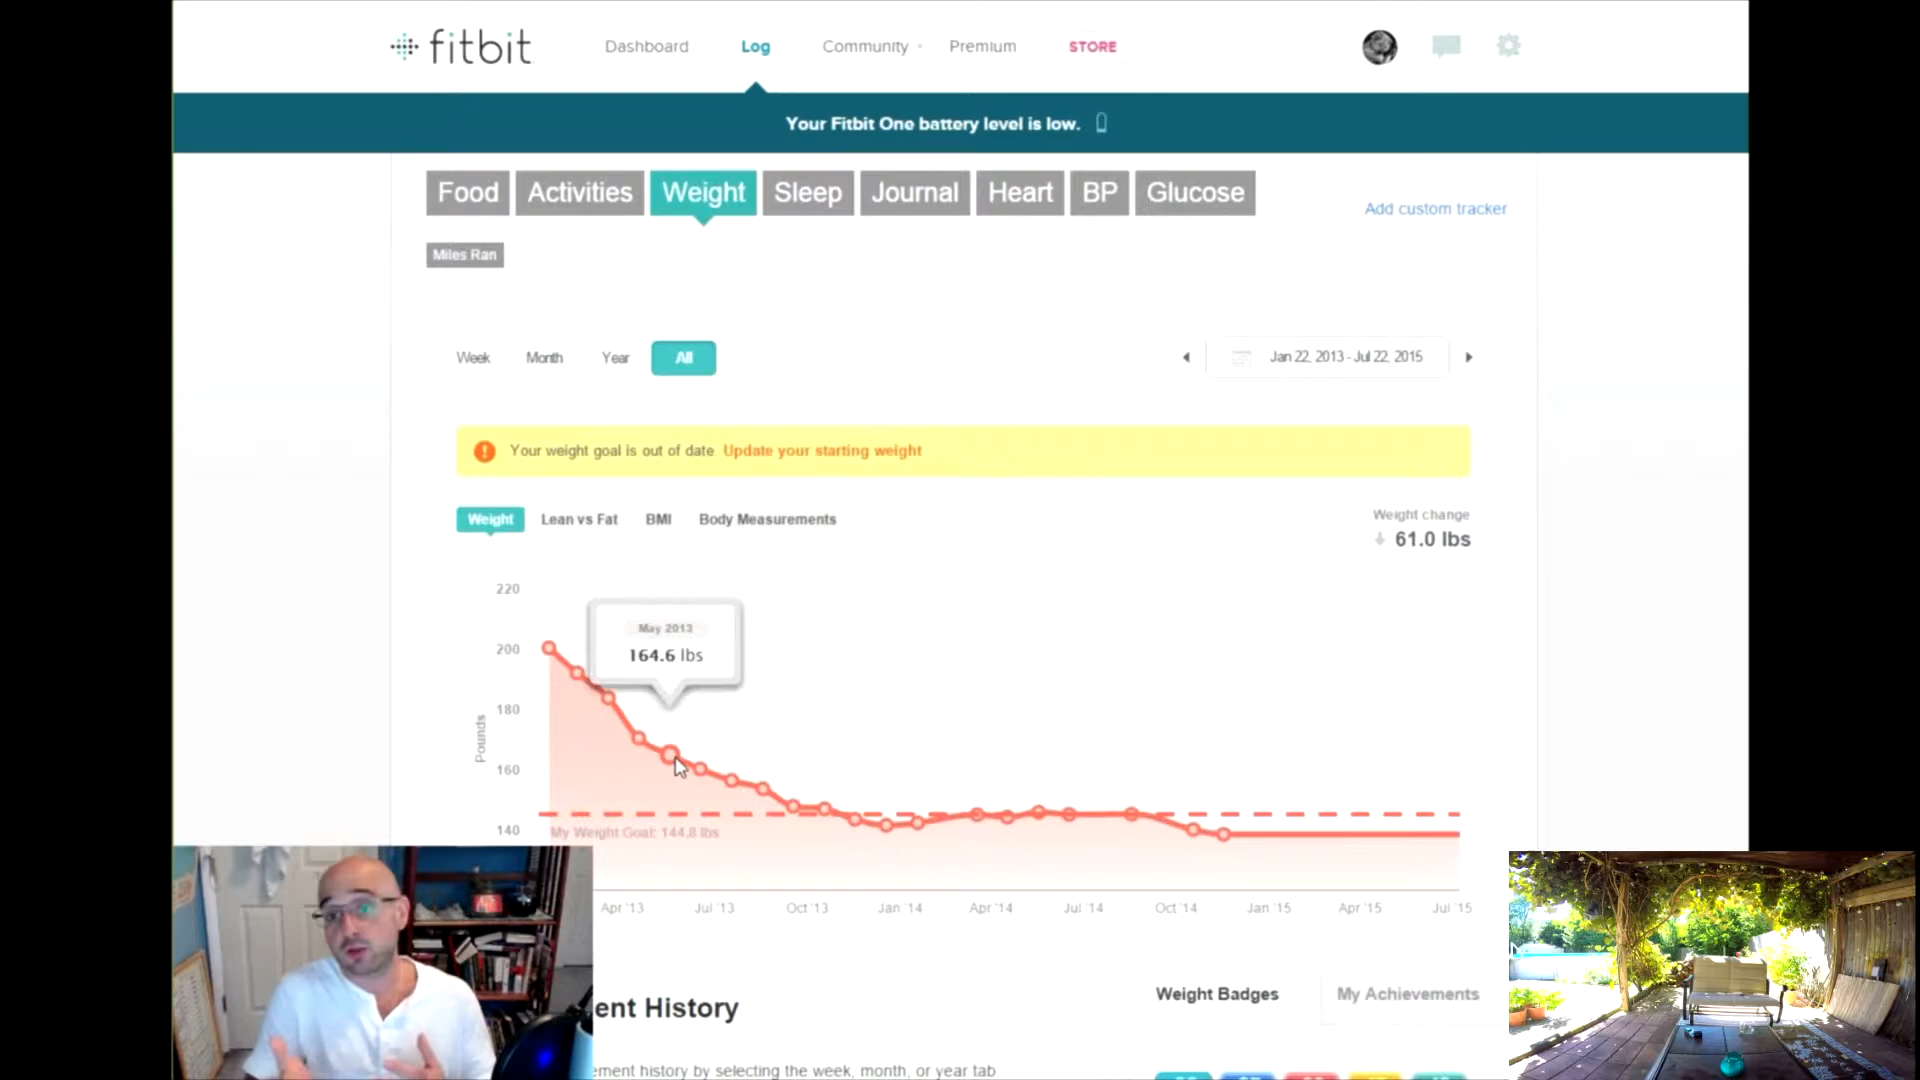 fitbit Dashboard Log Community Premium STORE
Your Fitbit One battery level is low.
Food Activities Weight Sleep Journal Heart BP Glucose
Add custom tracker
Miles Ran
Week Month Year All
Jan 22, 2013 - Jul 22, 2015
Your weight goal is out of date. Update your starting weight
Weight Lean vs Fat BMI Body Measurements
Weight change
61.0 lbs
220
May 2013
164.6 lbs
200
180
Pounds
160
140
My Weight Goal: 144.8 lbs
Apr '13 Jul '13 Oct '13 Jan '14 Apr '14 Jul '14 Oct '14 Jan '15 Apr '15 Jul '15
ent History
Weight Badges My Achievements
ement history by selecting the week, month, or year tab